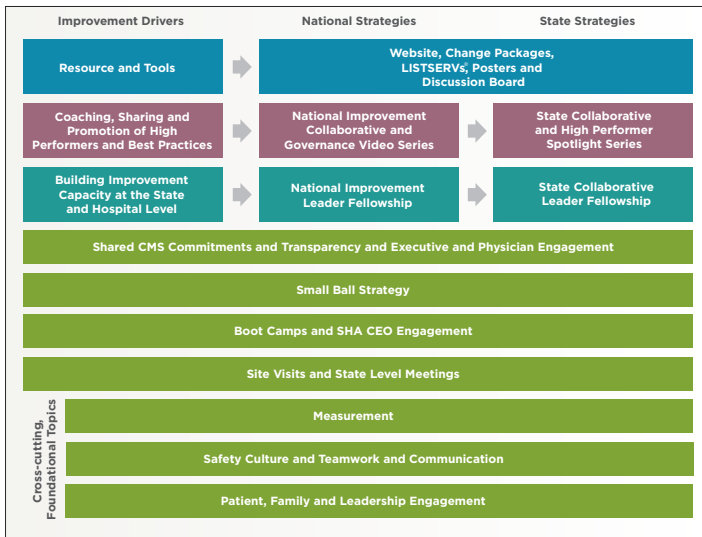 Improvement Drivers
National Strategies
State Strategies
Resource and Tools
Website, Change Packages,
LISTSERVs®, Posters and
Discussion Board
Coaching, Sharing and
Promotion of High
Performers and Best Practices
National Improvement
Collaborative and
Governance Video Series
State Collaborative
and High Performer
Spotlight Series
Building Improvement
Capacity at the State
and Hospital Level
National Improvement
Leader Fellowship
State Collaborative
Leader Fellowship
Shared CMS Commitments and Transparency and Executive and Physician Engagement
Small Ball Strategy
Boot Camps and SHA CEO Engagement
Site Visits and State Level Meetings
Cross-cutting,
Foundational Topics
Measurement
Safety Culture and Teamwork and Communication
Patient, Family and Leadership Engagement